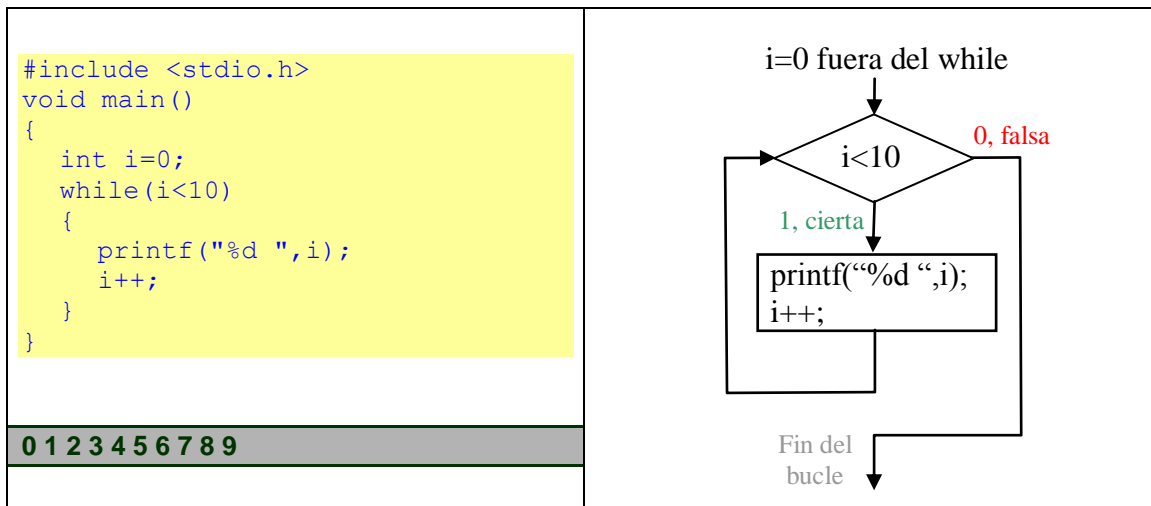 #include <stdio.h>
void main()
{
int i=0;
while(i<10)
{
printf("%d ",i);
i++;
}
}
0 1 2 3 4 5 6 7 8 9
i=0 fuera del while
i<10
0, falsa
1, cierta
printf(“%d “,i);
i++;
Fin del
bucle